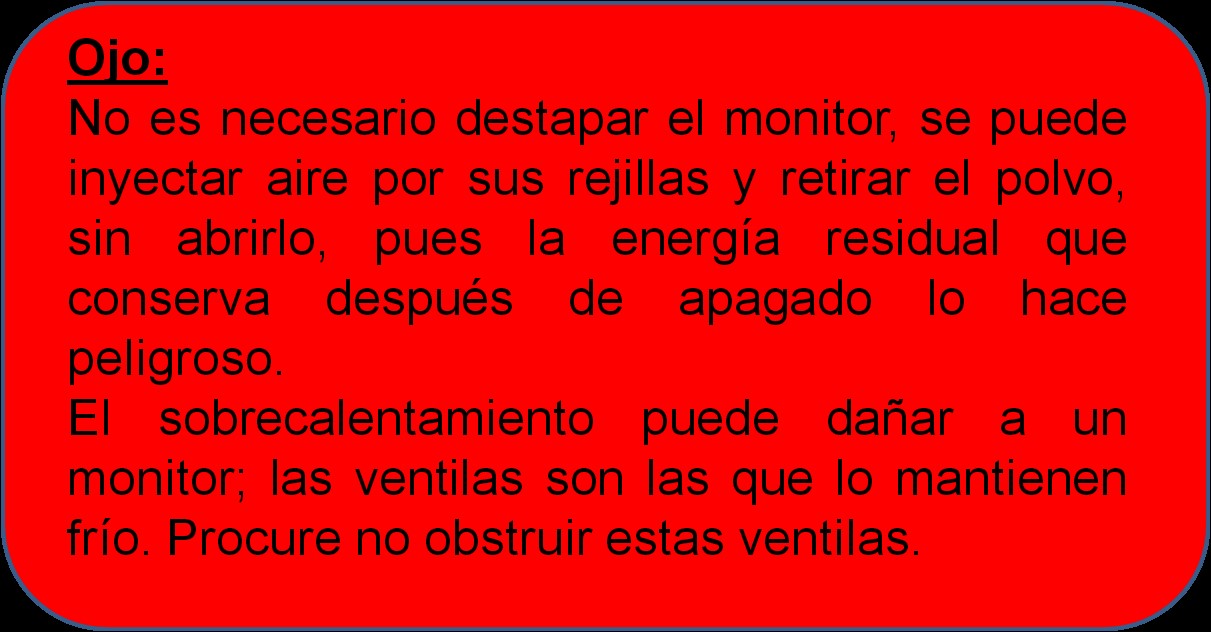 Ojo:
No es necesario destapar el monitor, se puede
inyectar aire por sus rejillas y retirar el polvo,
sin abrirlo, pues la energía residual que
conserva después de apagado lo hace
peligroso.
El sobrecalentamiento puede dañar a un
monitor; las ventilas son las que lo mantienen
frío. Procure no obstruir estas ventilas.